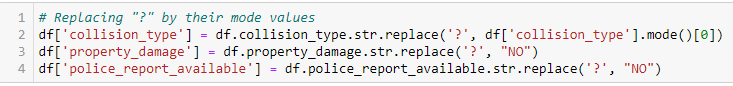 1 # Replacing "?" by their mode values
2 df['collision_type'] = df.collision_type.str.replace('?', df['collision_type'].mode()[0])
3 df['property_damage'] = df.property_damage.str.replace('?', "NO")
4 df['police_report_available'] = df.police_report_available.str.replace('?', "NO")